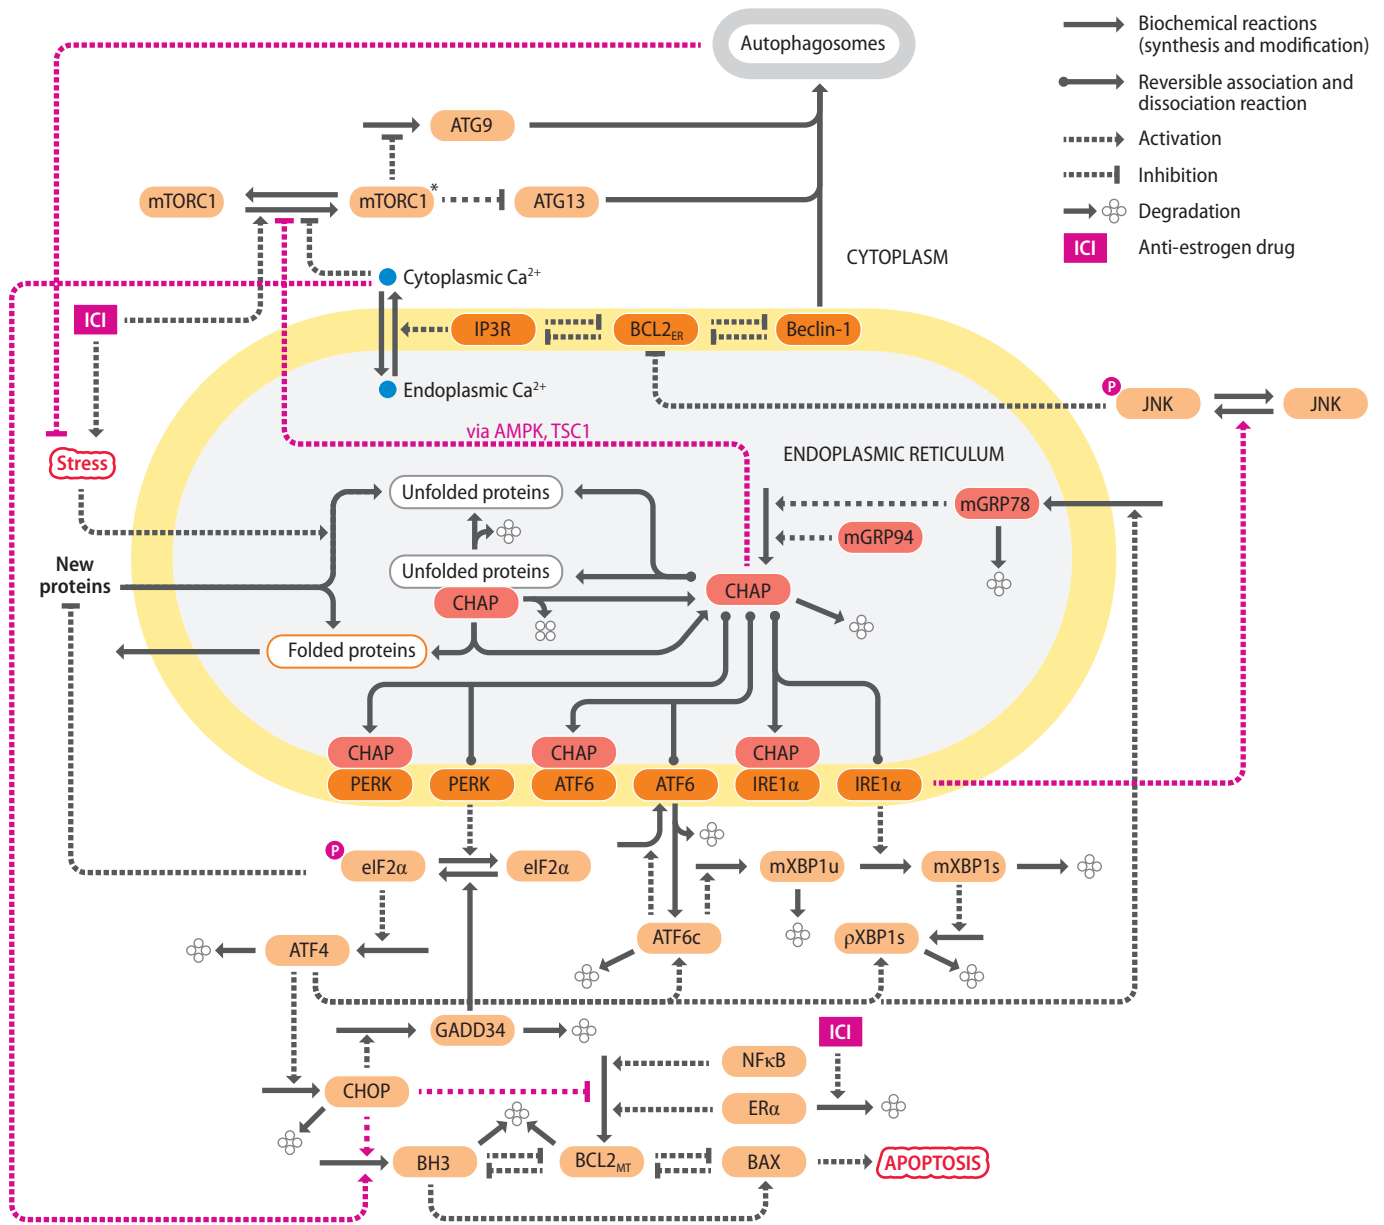 Autophagosomes
Biochemical reactions
(synthesis and modification)
Reversible association and
dissociation reaction
Activation
Inhibition
Degradation
ICI
Anti-estrogen drug
ATG9
mTORC1
mTORC1*
ATG13
CYTOPLASM
Cytoplasmic Ca²⁺
ICI
IP3R
BCL2ER
Beclin-1
Endoplasmic Ca²⁺
P
JNK
JNK
via AMPK, TSC1
ENDOPLASMIC RETICULUM
Stress
Unfolded proteins
mGRP78
mGRP94
New
proteins
Unfolded proteins
CHAP
CHAP
Folded proteins
CHAP
CHAP
CHAP
PERK
PERK
ATF6
ATF6
IRE1α
IRE1α
P
eIF2α
eIF2α
mXBP1u
mXBP1s
ATF4
ATF6c
ρXBP1s
GADD34
ICI
NFκB
CHOP
ERα
BH3
BCL2MT
BAX
APOPTOSIS